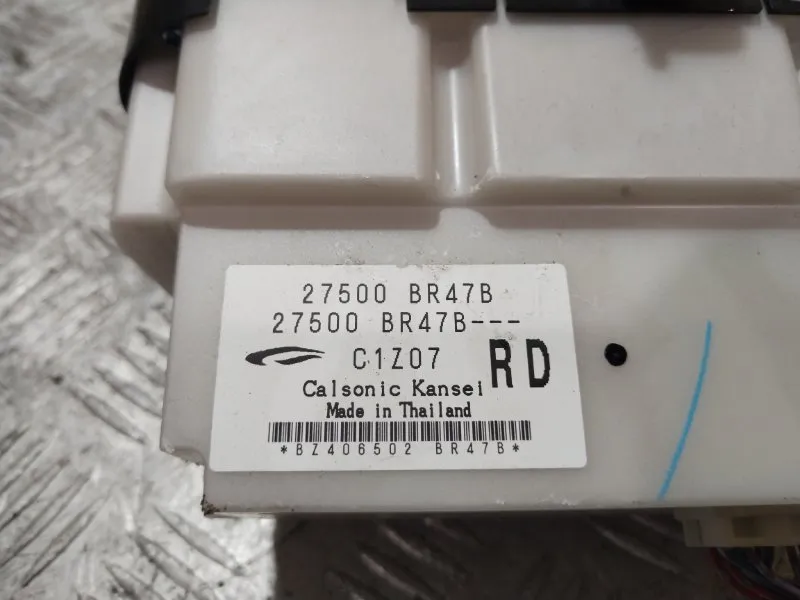 27500 BR47B
27500 BR47B---
C1Z07 RD
Calsonic Kansei
Made in Thailand
*BZ406502 BR47B*